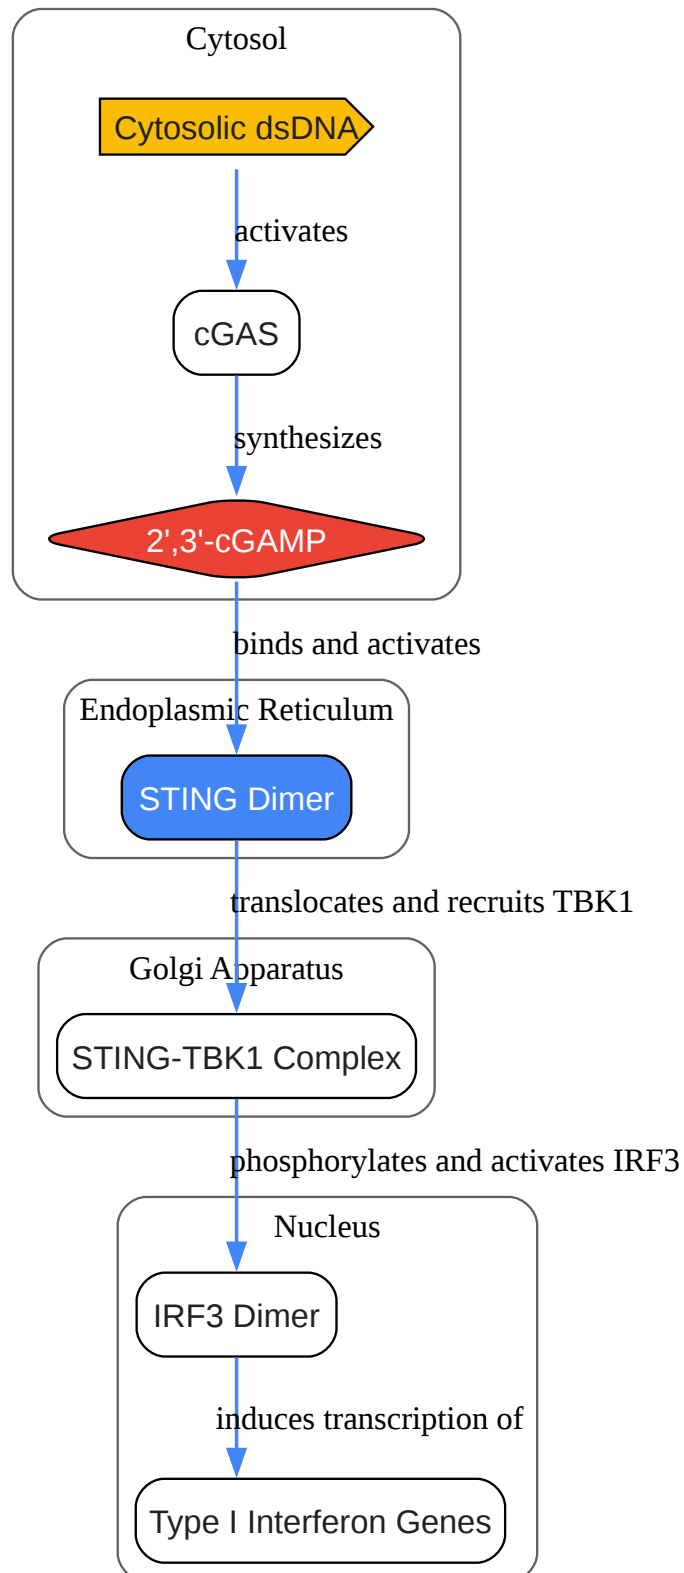 Cytosol
Cytosolic dsDNA
activates
cGAS
synthesizes
2',3'-cGAMP
binds and activates
Endoplasmic Reticulum
STING Dimer
translocates and recruits TBK1
Golgi Apparatus
STING-TBK1 Complex
phosphorylates and activates IRF3
Nucleus
IRF3 Dimer
induces transcription of
Type I Interferon Genes